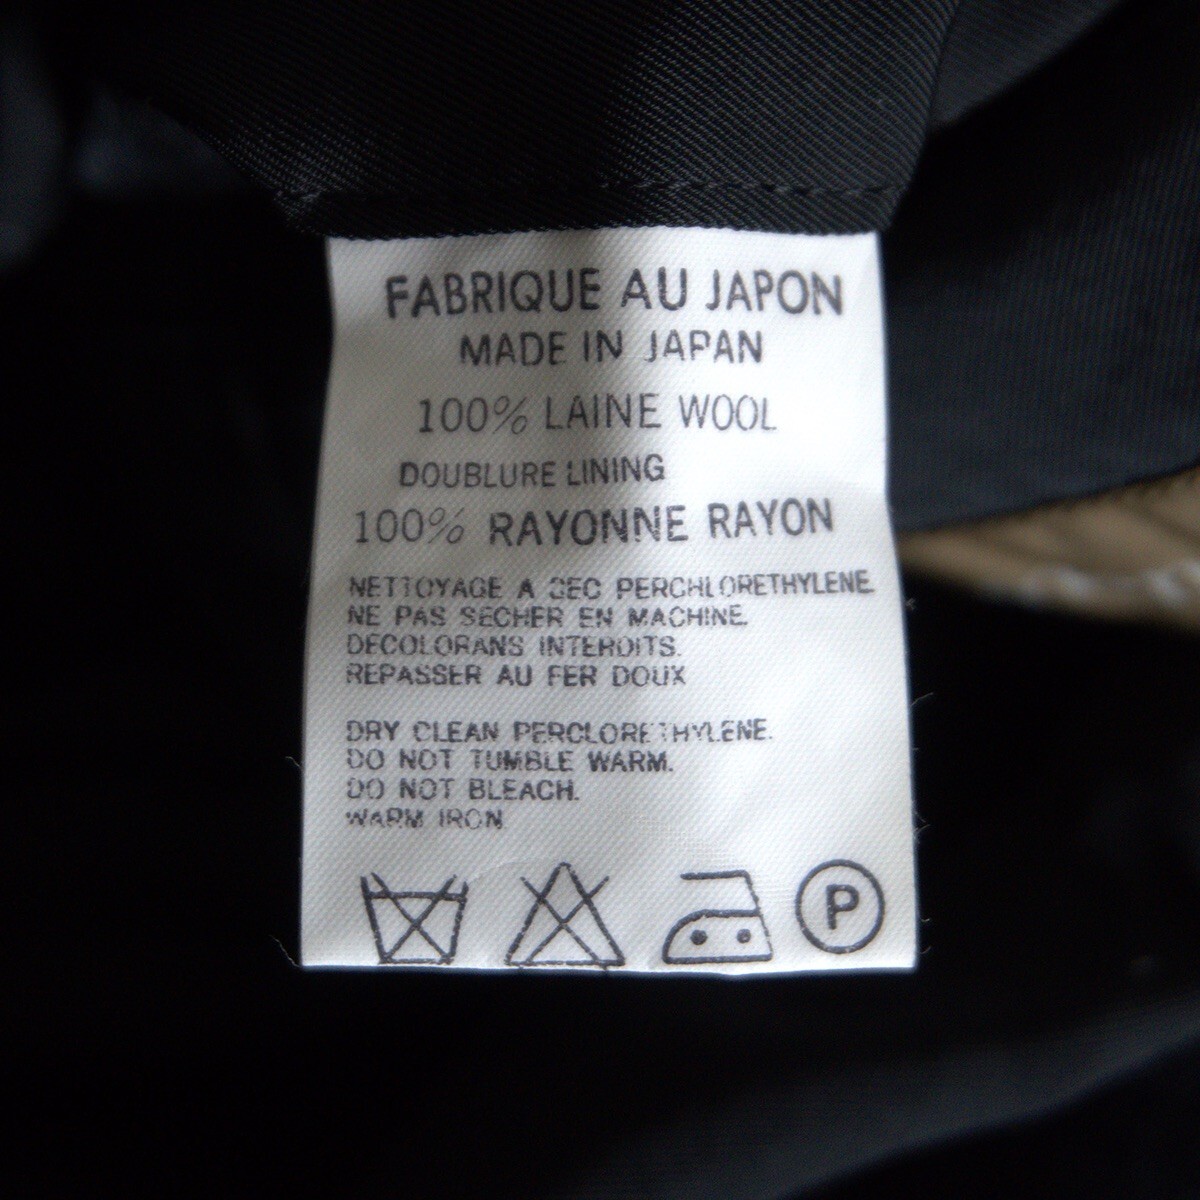 FABRIQUE AU JAPON
MADE IN JAPAN
100% LAINE WOOL
DOUBLURE LINING
100% RAYONNE RAYON
NETTOYAGE A SEC PERCHLORETHYLENE.
NE PAS SECHER EN MACHINE.
DECOLORANS INTERDITS.
REPASSER AU FER DOUX
DRY CLEAN PERCLORETHYLENE.
DO NOT TUMBLE WARM.
DO NOT BLEACH.
WARM IRON
P